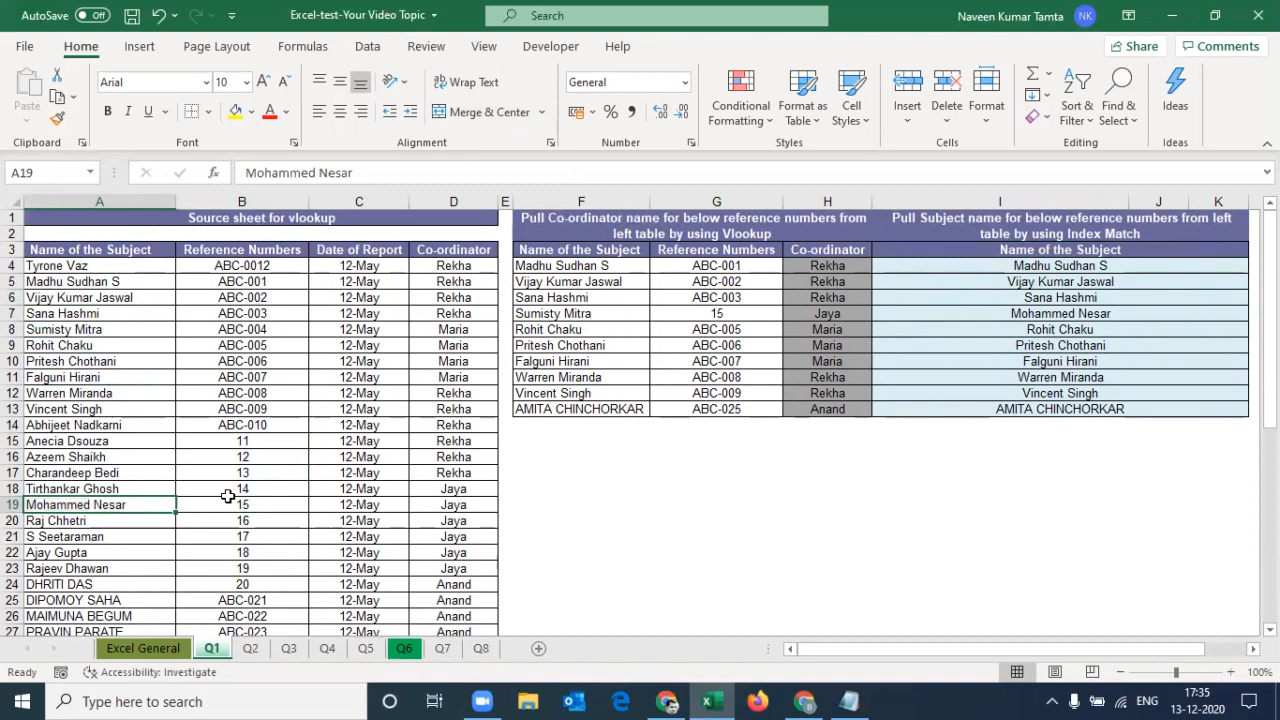 AutoSave Off Excel-test-Your Video Topic Search Naveen Kumar Tamta NK
File Home Insert Page Layout Formulas Data Review View Developer Help Share Comments
Paste Arial 10 Wrap Text General Conditional Formatting Format as Table Cell Styles Insert Delete Format Sort & Filter Find & Select Ideas
Merge & Center
Clipboard Font Alignment Number Styles Cells Editing Ideas
A19 fx Mohammed Nesar
A B C D E F G H I J K
1 Source sheet for vlookup Pull Co-ordinator name for below reference numbers from Pull Subject name for below reference numbers from left
2 left table by using Vlookup table by using Index Match
3 Name of the Subject Reference Numbers Date of Report Co-ordinator Name of the Subject Reference Numbers Co-ordinator Name of the Subject
4 Tyrone Vaz ABC-0012 12-May Rekha Madhu Sudhan S ABC-001 Rekha Madhu Sudhan S
5 Madhu Sudhan S ABC-001 12-May Rekha Vijay Kumar Jaswal ABC-002 Rekha Vijay Kumar Jaswal
6 Vijay Kumar Jaswal ABC-002 12-May Rekha Sana Hashmi ABC-003 Rekha Sana Hashmi
7 Sana Hashmi ABC-003 12-May Rekha Sumisty Mitra 15 Jaya Mohammed Nesar
8 Sumisty Mitra ABC-004 12-May Maria Rohit Chaku ABC-005 Maria Rohit Chaku
9 Rohit Chaku ABC-005 12-May Maria Pritesh Chothani ABC-006 Maria Pritesh Chothani
10 Pritesh Chothani ABC-006 12-May Maria Falguni Hirani ABC-007 Maria Falguni Hirani
11 Falguni Hirani ABC-007 12-May Maria Warren Miranda ABC-008 Rekha Warren Miranda
12 Warren Miranda ABC-008 12-May Rekha Vincent Singh ABC-009 Rekha Vincent Singh
13 Vincent Singh ABC-009 12-May Rekha AMITA CHINCHORKAR ABC-025 Anand AMITA CHINCHORKAR
14 Abhijeet Nadkarni ABC-010 12-May Rekha
15 Anecia Dsouza 11 12-May Rekha
16 Azeem Shaikh 12 12-May Rekha
17 Charandeep Bedi 13 12-May Rekha
18 Tirthankar Ghosh 14 12-May Jaya
19 Mohammed Nesar 15 12-May Jaya
20 Raj Chhetri 16 12-May Jaya
21 S Seetaraman 17 12-May Jaya
22 Ajay Gupta 18 12-May Jaya
23 Rajeev Dhawan 19 12-May Jaya
24 DHRITI DAS 20 12-May Anand
25 DIPOMOY SAHA ABC-021 12-May Anand
26 MAIMUNA BEGUM ABC-022 12-May Anand
27 PRAVIN PARATE ABC-023 12-May Anand
Excel General Q1 Q2 Q3 Q4 Q5 Q6 Q7 Q8
Ready Accessibility: Investigate 100%
Type here to search ENG 17:35
13-12-2020